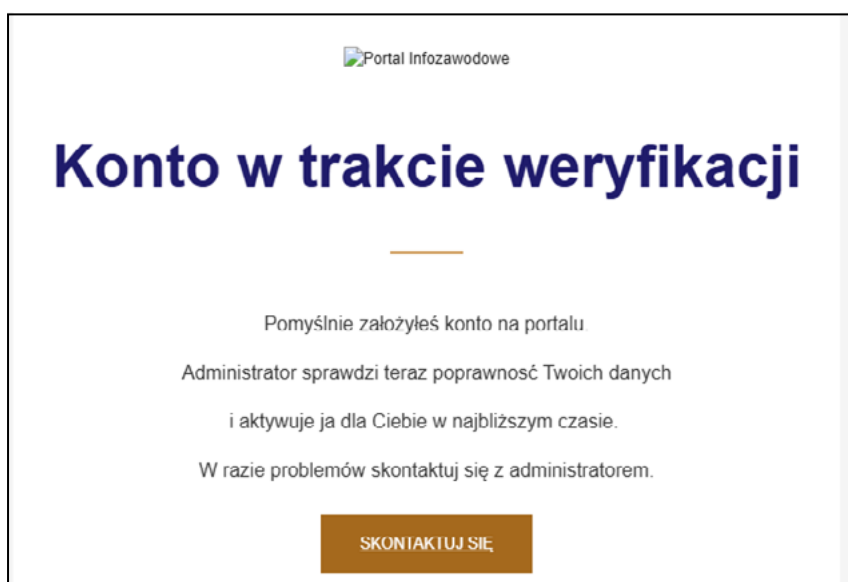 Portal Infozawodowe
Konto w trakcie weryfikacji
Pomyślnie założyłeś konto na portalu.
Administrator sprawdzi teraz poprawnosć Twoich danych
i aktywuje ja dla Ciebie w najbliższym czasie.
W razie problemów skontaktuj się z administratorem.
SKONTAKTUJ SIĘ